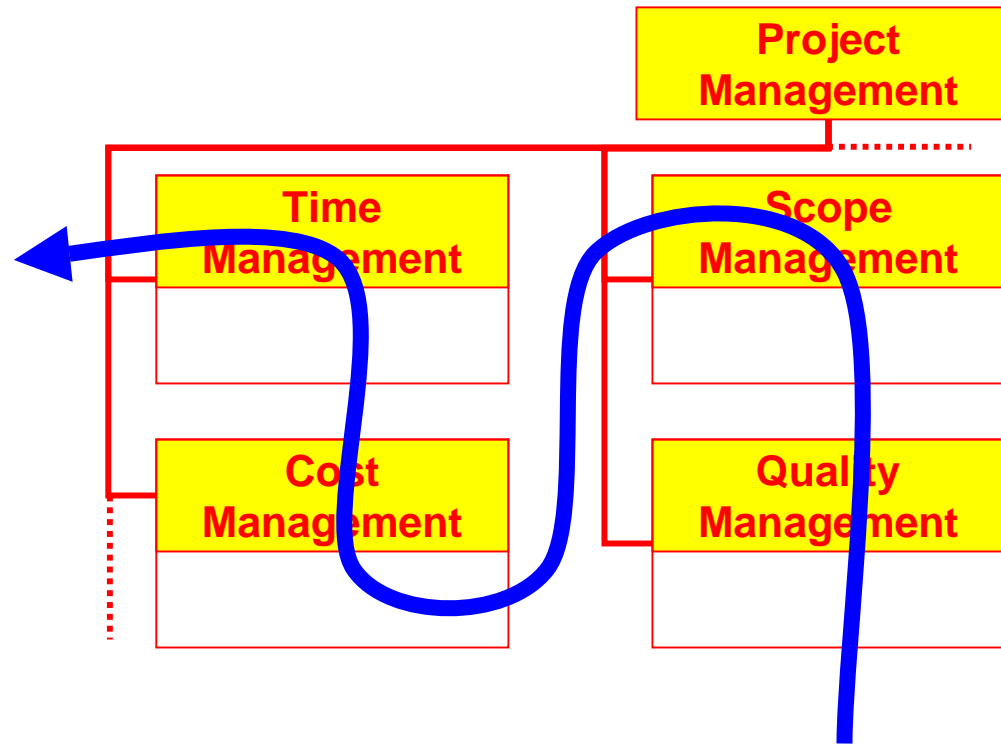 Project
Management
Time
Management
Scope
Management
Cost
Management
Quality
Management